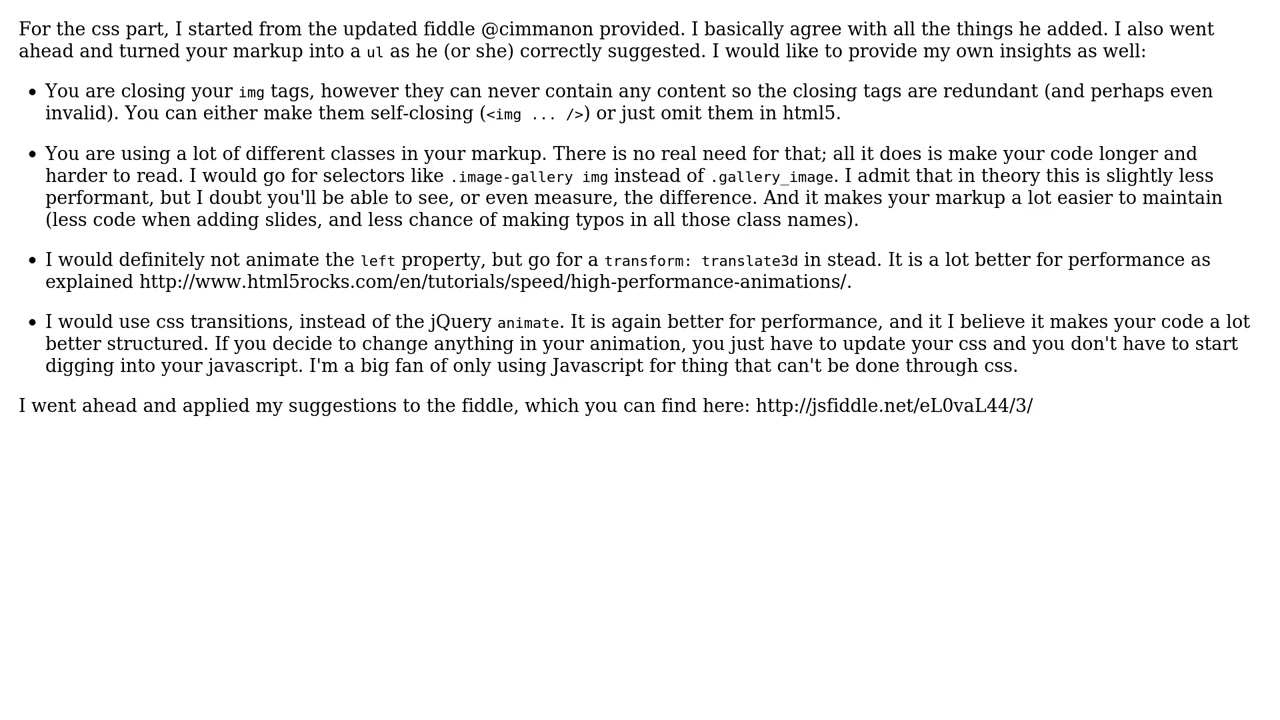 For the css part, I started from the updated fiddle @cimmanon provided. I basically agree with all the things he added. I also went
ahead and turned your markup into a ul as he (or she) correctly suggested. I would like to provide my own insights as well:
• You are closing your img tags, however they can never contain any content so the closing tags are redundant (and perhaps even
invalid). You can either make them self-closing (<img ... />) or just omit them in html5.
• You are using a lot of different classes in your markup. There is no real need for that; all it does is make your code longer and
harder to read. I would go for selectors like .image-gallery img instead of .gallery_image. I admit that in theory this is slightly less
performant, but I doubt you'll be able to see, or even measure, the difference. And it makes your markup a lot easier to maintain
(less code when adding slides, and less chance of making typos in all those class names).
• I would definitely not animate the left property, but go for a transform: translate3d in stead. It is a lot better for performance as
explained http://www.html5rocks.com/en/tutorials/speed/high-performance-animations/.
• I would use css transitions, instead of the jQuery animate. It is again better for performance, and it I believe it makes your code a lot
better structured. If you decide to change anything in your animation, you just have to update your css and you don't have to start
digging into your javascript. I'm a big fan of only using Javascript for thing that can't be done through css.
I went ahead and applied my suggestions to the fiddle, which you can find here: http://jsfiddle.net/eL0vaL44/3/